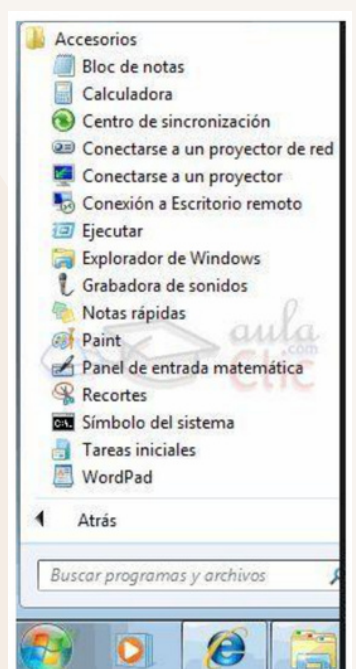 Accesorios
Bloc de notas
Calculadora
Centro de sincronización
Conectarse a un proyector de red
Conectarse a un proyector
Conexión a Escritorio remoto
Ejecutar
Explorador de Windows
Grabadora de sonidos
Notas rápidas
Paint
Panel de entrada matemática
Recortes
Símbolo del sistema
Tareas iniciales
WordPad
Atrás
Buscar programas y archivos
aula
.com
Clic
C:\.